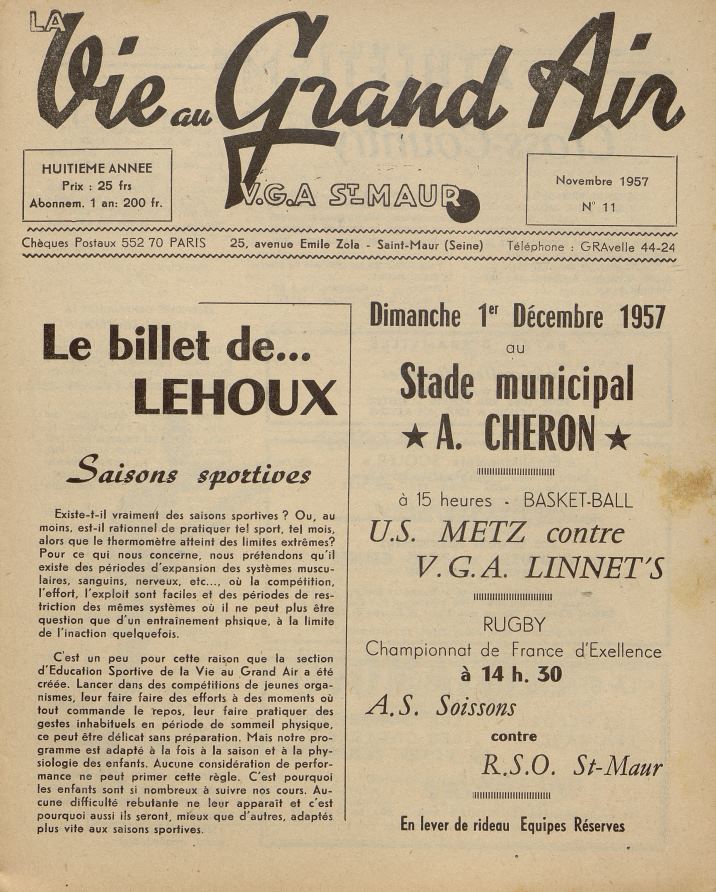 LA
Vie au Grand Air
HUITIEME ANNEE
Prix : 25 frs
Abonnem. 1 an: 200 fr.
V.G.A ST-MAUR
Novembre 1957
N° 11
Chèques Postaux 552 70 PARIS 25, avenue Emile Zola - Saint-Maur (Seine) Téléphone : GRAvelle 44-24
Le billet de...
LEHOUX
Saisons sportives
Existe-t-il vraiment des saisons sportives ? Ou, au
moins, est-il rationnel de pratiquer tel sport, tel mois,
alors que le thermomètre atteint des limites extrêmes?
Pour ce qui nous concerne, nous prétendons qu'il
existe des périodes d'expansion des systèmes muscu-
laires, sanguins, nerveux, etc..., où la compétition,
l'effort, l'exploit sont faciles et des périodes de res-
triction des mêmes systèmes où il ne peut plus être
question que d'un entraînement phsique, à la limite
de l'inaction quelquefois.
C'est un peu pour cette raison que la section
d'Education Sportive de la Vie au Grand Air a été
créée. Lancer dans des compétitions de jeunes orga-
nismes, leur faire faire des efforts à des moments où
tout commande le repos, leur faire pratiquer des
gestes inhabituels en période de sommeil physique,
ce peut être délicat sans préparation. Mais notre pro-
gramme est adapté à la fois à la saison et à la phy-
siologie des enfants. Aucune considération de perfor-
mance ne peut primer cette règle. C'est pourquoi
les enfants sont si nombreux à suivre nos cours. Au-
cune difficulté rebutante ne leur apparaît et c'est
pourquoi aussi ils seront, mieux que d'autres, adaptés
plus vite aux saisons sportives.
Dimanche 1er Décembre 1957
au
Stade municipal
★ A. CHERON ★
à 15 heures - BASKET-BALL
U.S. METZ contre
V.G.A. LINNET'S
RUGBY
Championnat de France d'Exellence
à 14 h. 30
A.S. Soissons
contre
R.S.O. St-Maur
En lever de rideau Equipes Réserves